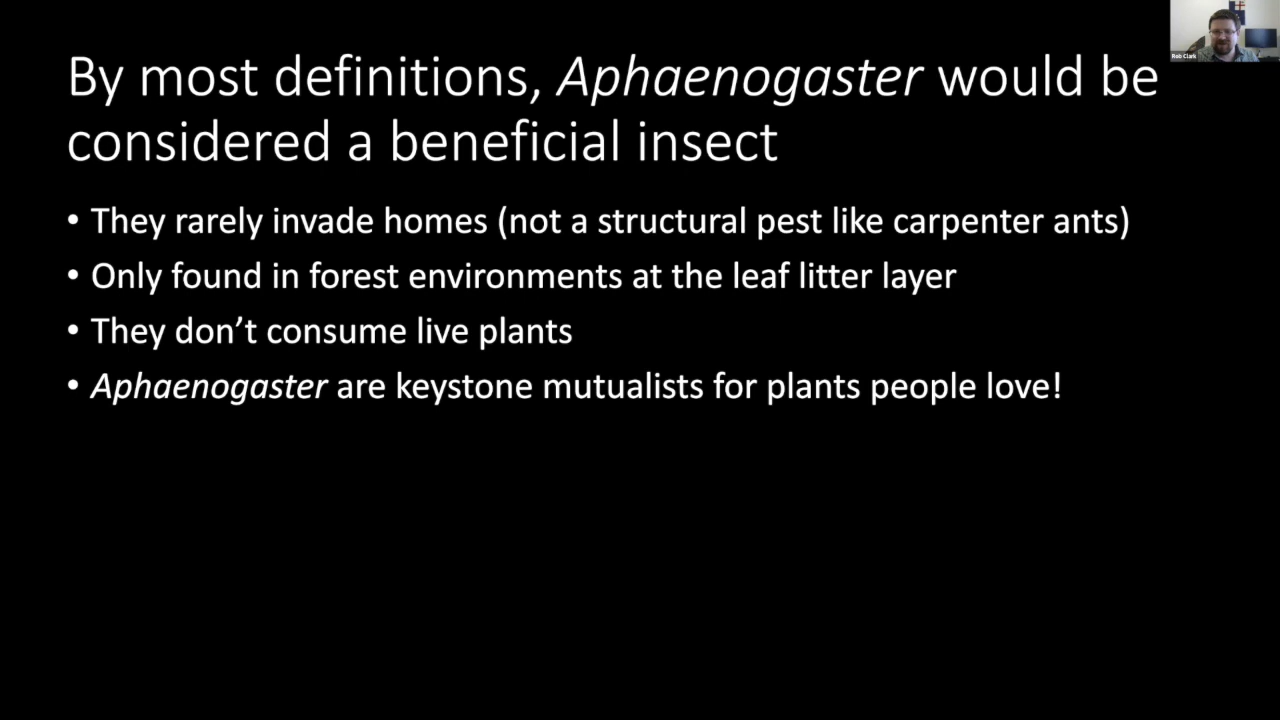 By most definitions, Aphaenogaster would be
considered a beneficial insect
• They rarely invade homes (not a structural pest like carpenter ants)
• Only found in forest environments at the leaf litter layer
• They don’t consume live plants
• Aphaenogaster are keystone mutualists for plants people love!
Rob Clark